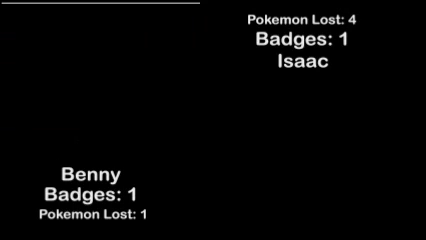 Pokemon Lost: 4
Badges: 1
Isaac
Benny
Badges: 1
Pokemon Lost: 1